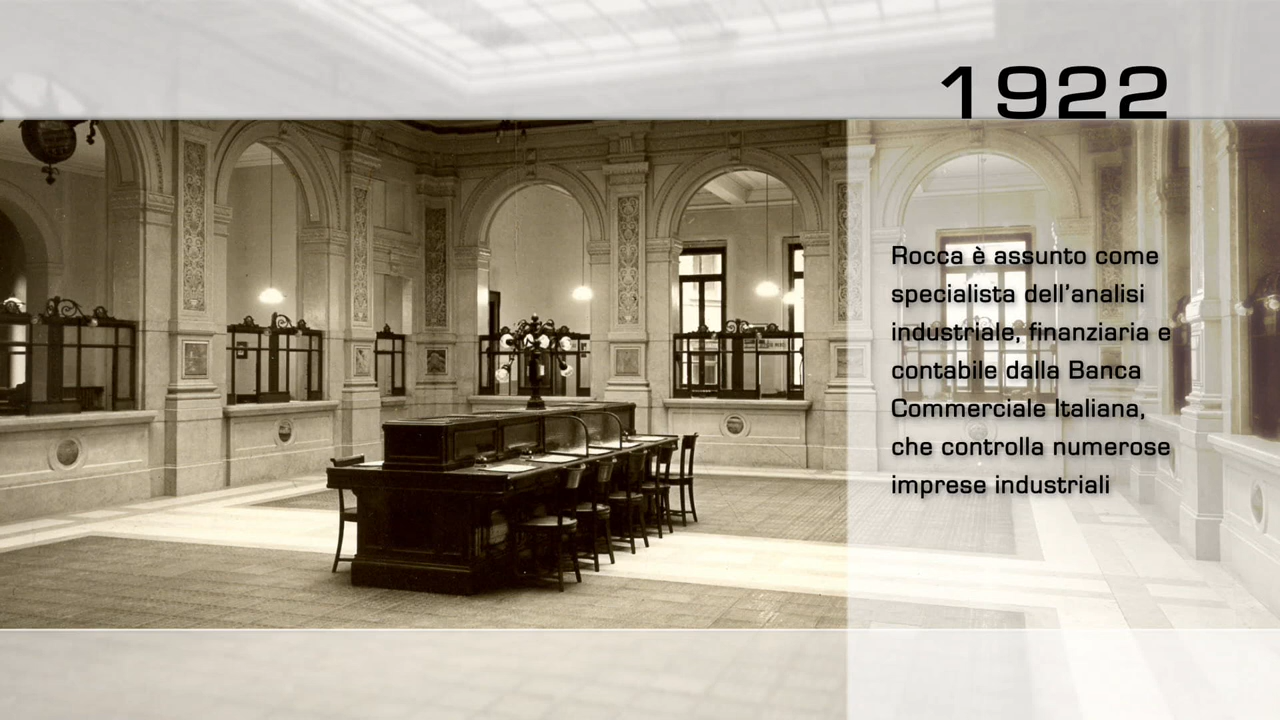 1922
Rocca è assunto come
specialista dell’analisi
industriale, finanziaria e
contabile dalla Banca
Commerciale Italiana,
che controlla numerose
imprese industriali